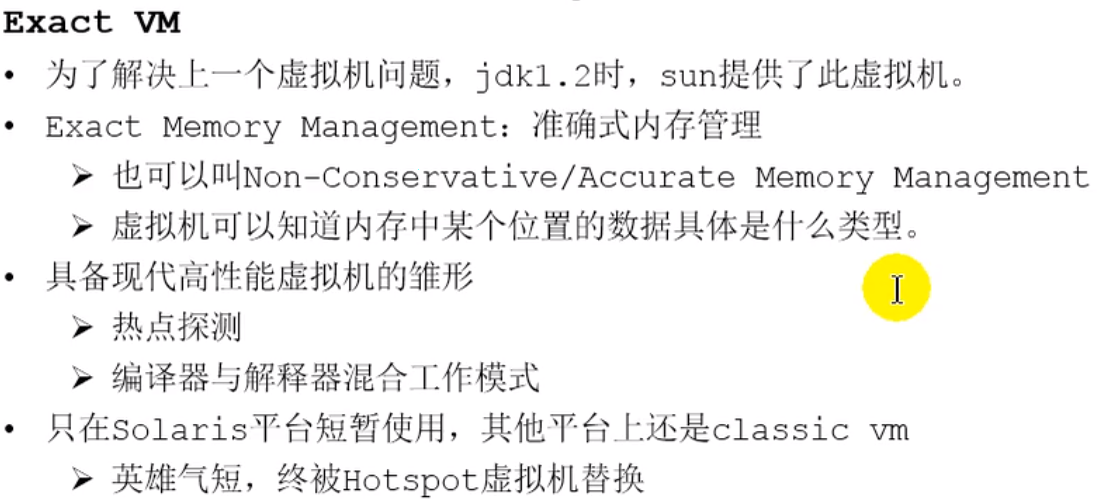 Exact VM
• 为了解决上一个虚拟机问题，jdk1.2时，sun提供了此虚拟机。
• Exact Memory Management：准确式内存管理
➢ 也可以叫Non-Conservative/Accurate Memory Management
➢ 虚拟机可以知道内存中某个位置的数据具体是什么类型。
• 具备现代高性能虚拟机的雏形
➢ 热点探测
➢ 编译器与解释器混合工作模式
• 只在Solaris平台短暂使用，其他平台上还是classic vm
➢ 英雄气短，终被Hotspot虚拟机替换